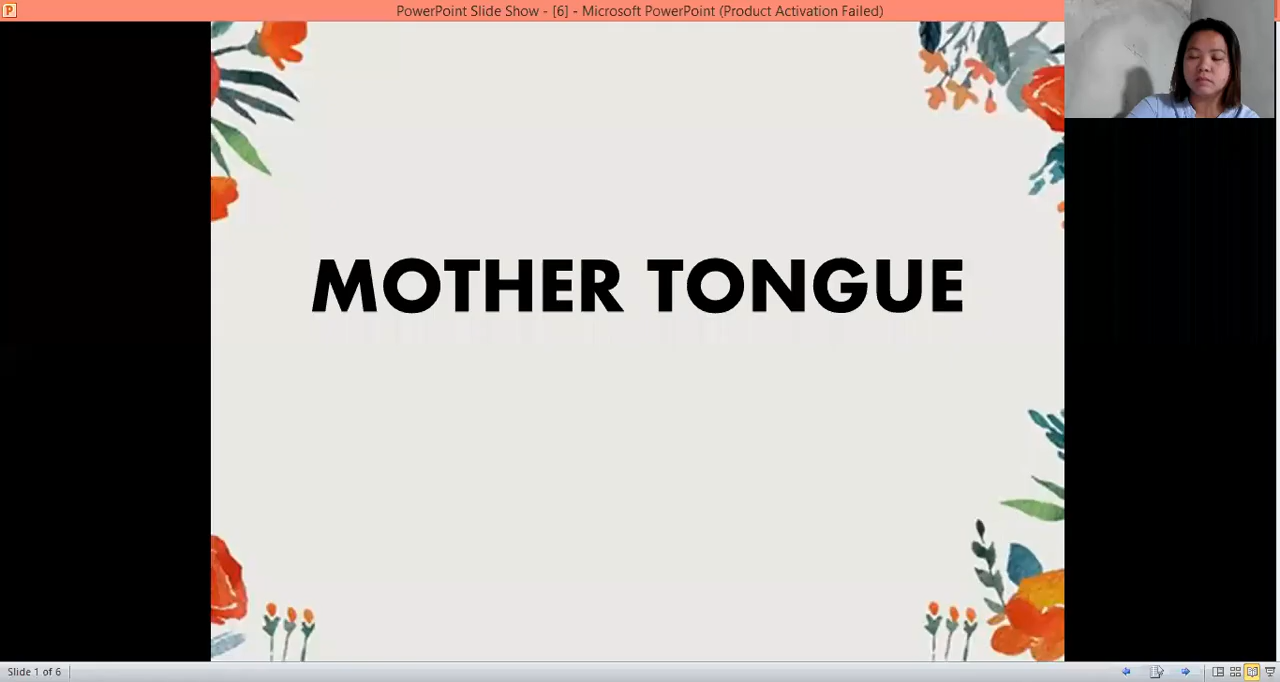 PowerPoint Slide Show - [6] - Microsoft PowerPoint (Product Activation Failed)
MOTHER TONGUE
Slide 1 of 6